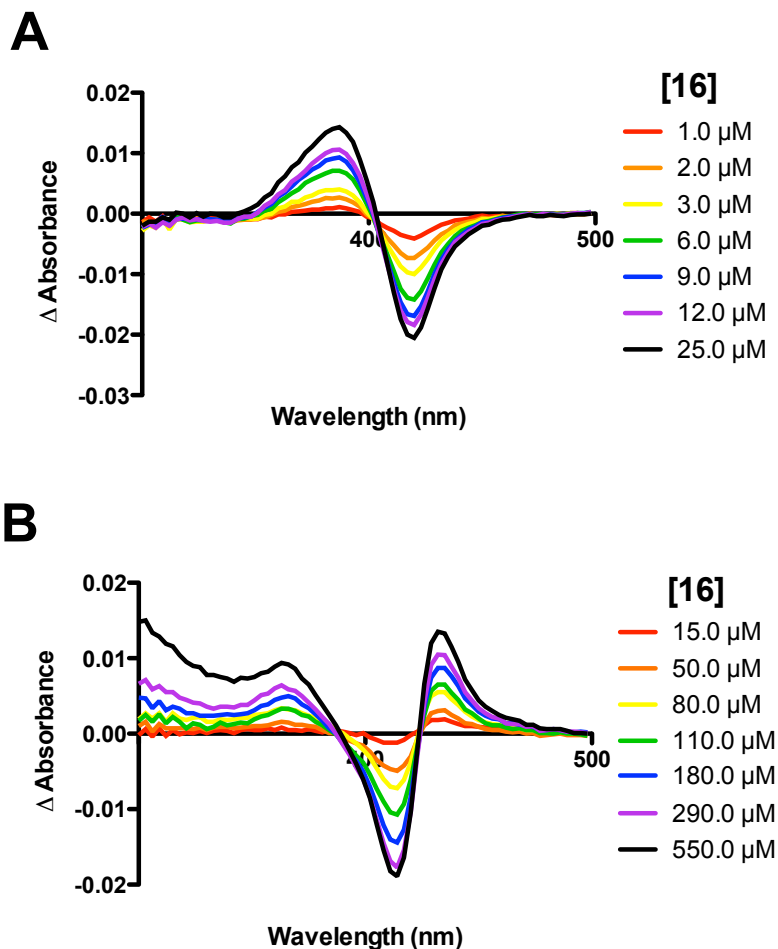 A
[16]
0.02
0.01
0.00
-0.01
-0.02
-0.03
400
500
Δ Absorbance
Wavelength (nm)
1.0 µM
2.0 µM
3.0 µM
6.0 µM
9.0 µM
12.0 µM
25.0 µM
B
[16]
0.02
0.01
0.00
-0.01
-0.02
400
500
Δ Absorbance
Wavelength (nm)
15.0 µM
50.0 µM
80.0 µM
110.0 µM
180.0 µM
290.0 µM
550.0 µM